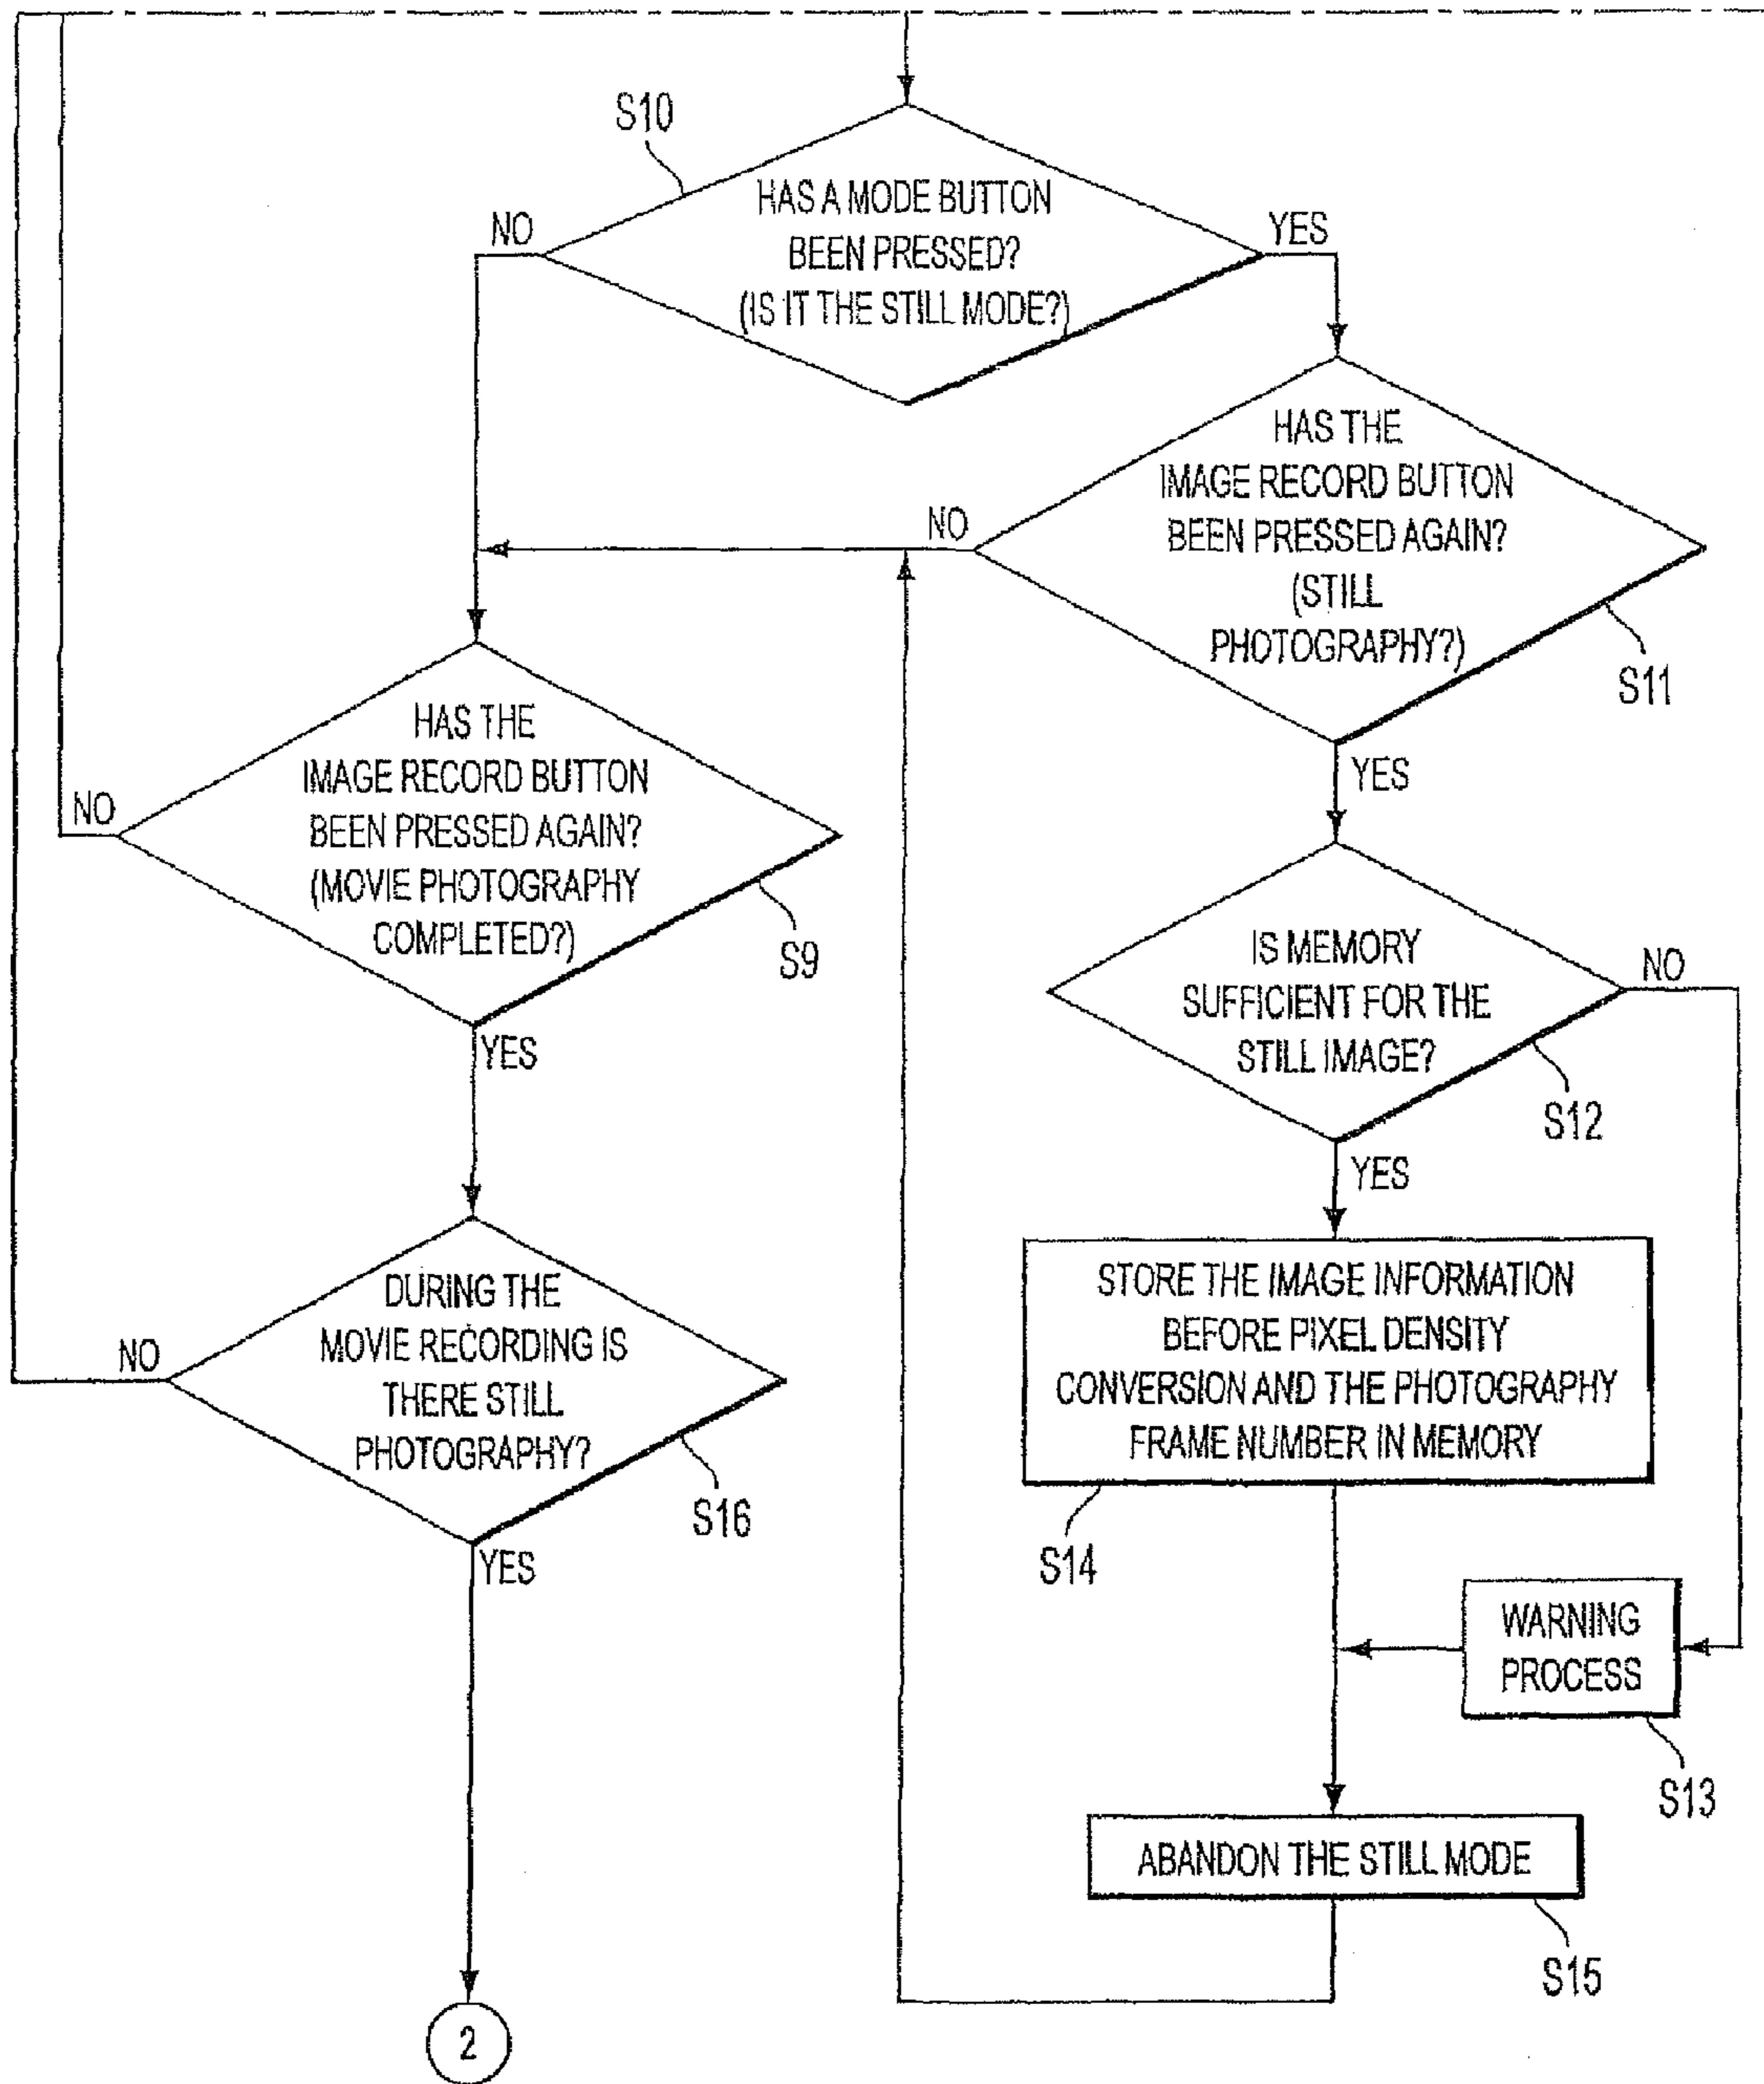 S10
HAS A MODE BUTTON
BEEN PRESSED?
(IS IT THE STILL MODE?)
NO
YES
HAS THE
IMAGE RECORD BUTTON
BEEN PRESSED AGAIN?
(STILL
PHOTOGRAPHY?)
NO
S11
YES
HAS THE
IMAGE RECORD BUTTON
BEEN PRESSED AGAIN?
(MOVIE PHOTOGRAPHY
COMPLETED?)
NO
S9
YES
IS MEMORY
SUFFICIENT FOR THE
STILL IMAGE?
NO
S12
YES
DURING THE
MOVIE RECORDING IS
THERE STILL
PHOTOGRAPHY?
NO
S16
YES
STORE THE IMAGE INFORMATION
BEFORE PIXEL DENSITY
CONVERSION AND THE PHOTOGRAPHY
FRAME NUMBER IN MEMORY
S14
WARNING
PROCESS
S13
ABANDON THE STILL MODE
S15
2